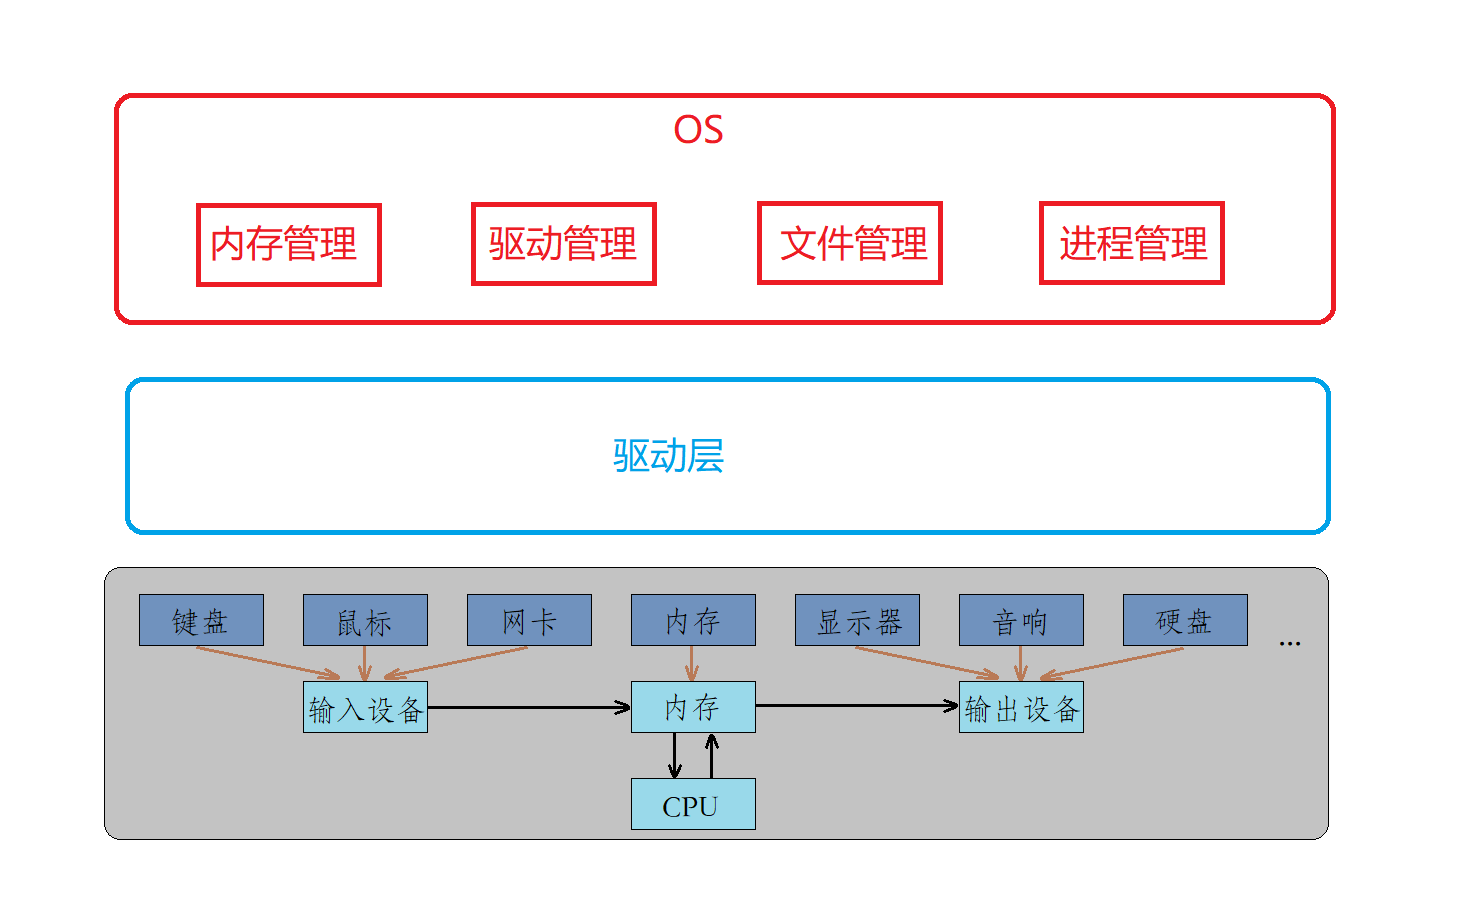 OS
内存管理
驱动管理
文件管理
进程管理
驱动层
键盘
鼠标
网卡
内存
显示器
音响
硬盘
...
输入设备
内存
输出设备
CPU